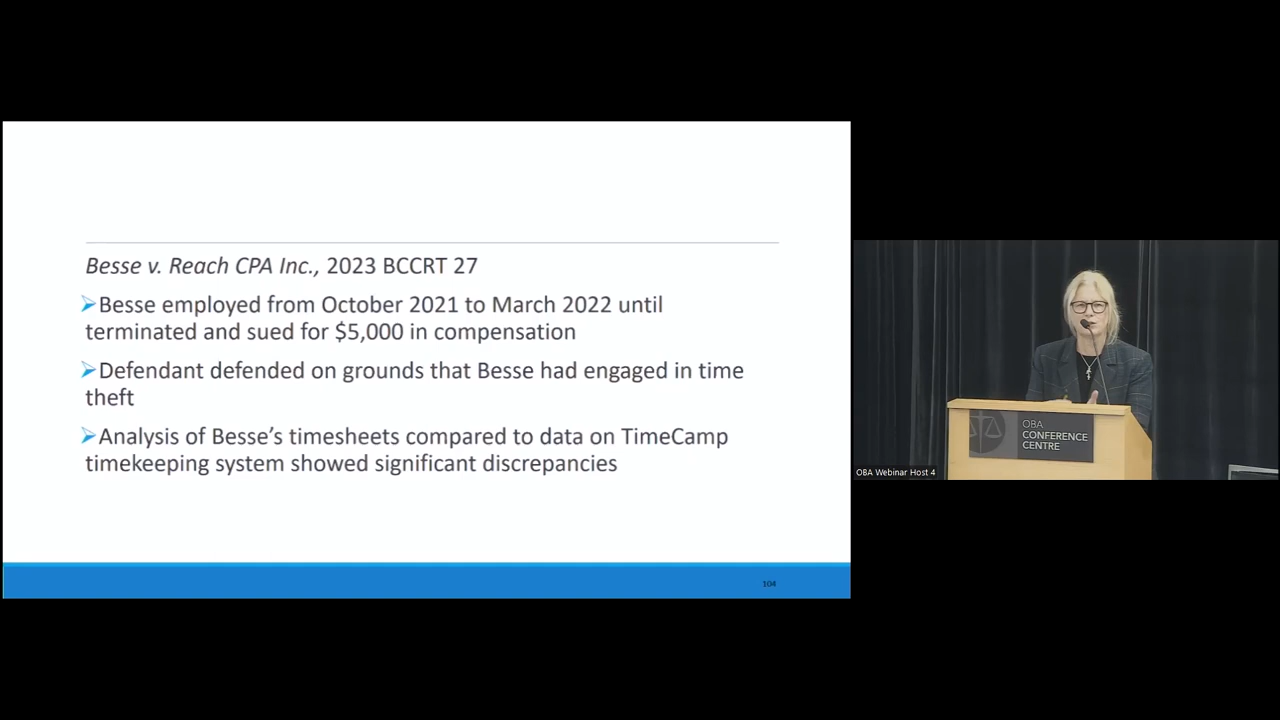 Besse v. Reach CPA Inc., 2023 BCCRT 27
➢Besse employed from October 2021 to March 2022 until
terminated and sued for $5,000 in compensation
➢Defendant defended on grounds that Besse had engaged in time
theft
➢Analysis of Besse’s timesheets compared to data on TimeCamp
timekeeping system showed significant discrepancies
104
OBA
CONFERENCE
CENTRE
OBA Webinar Host 4